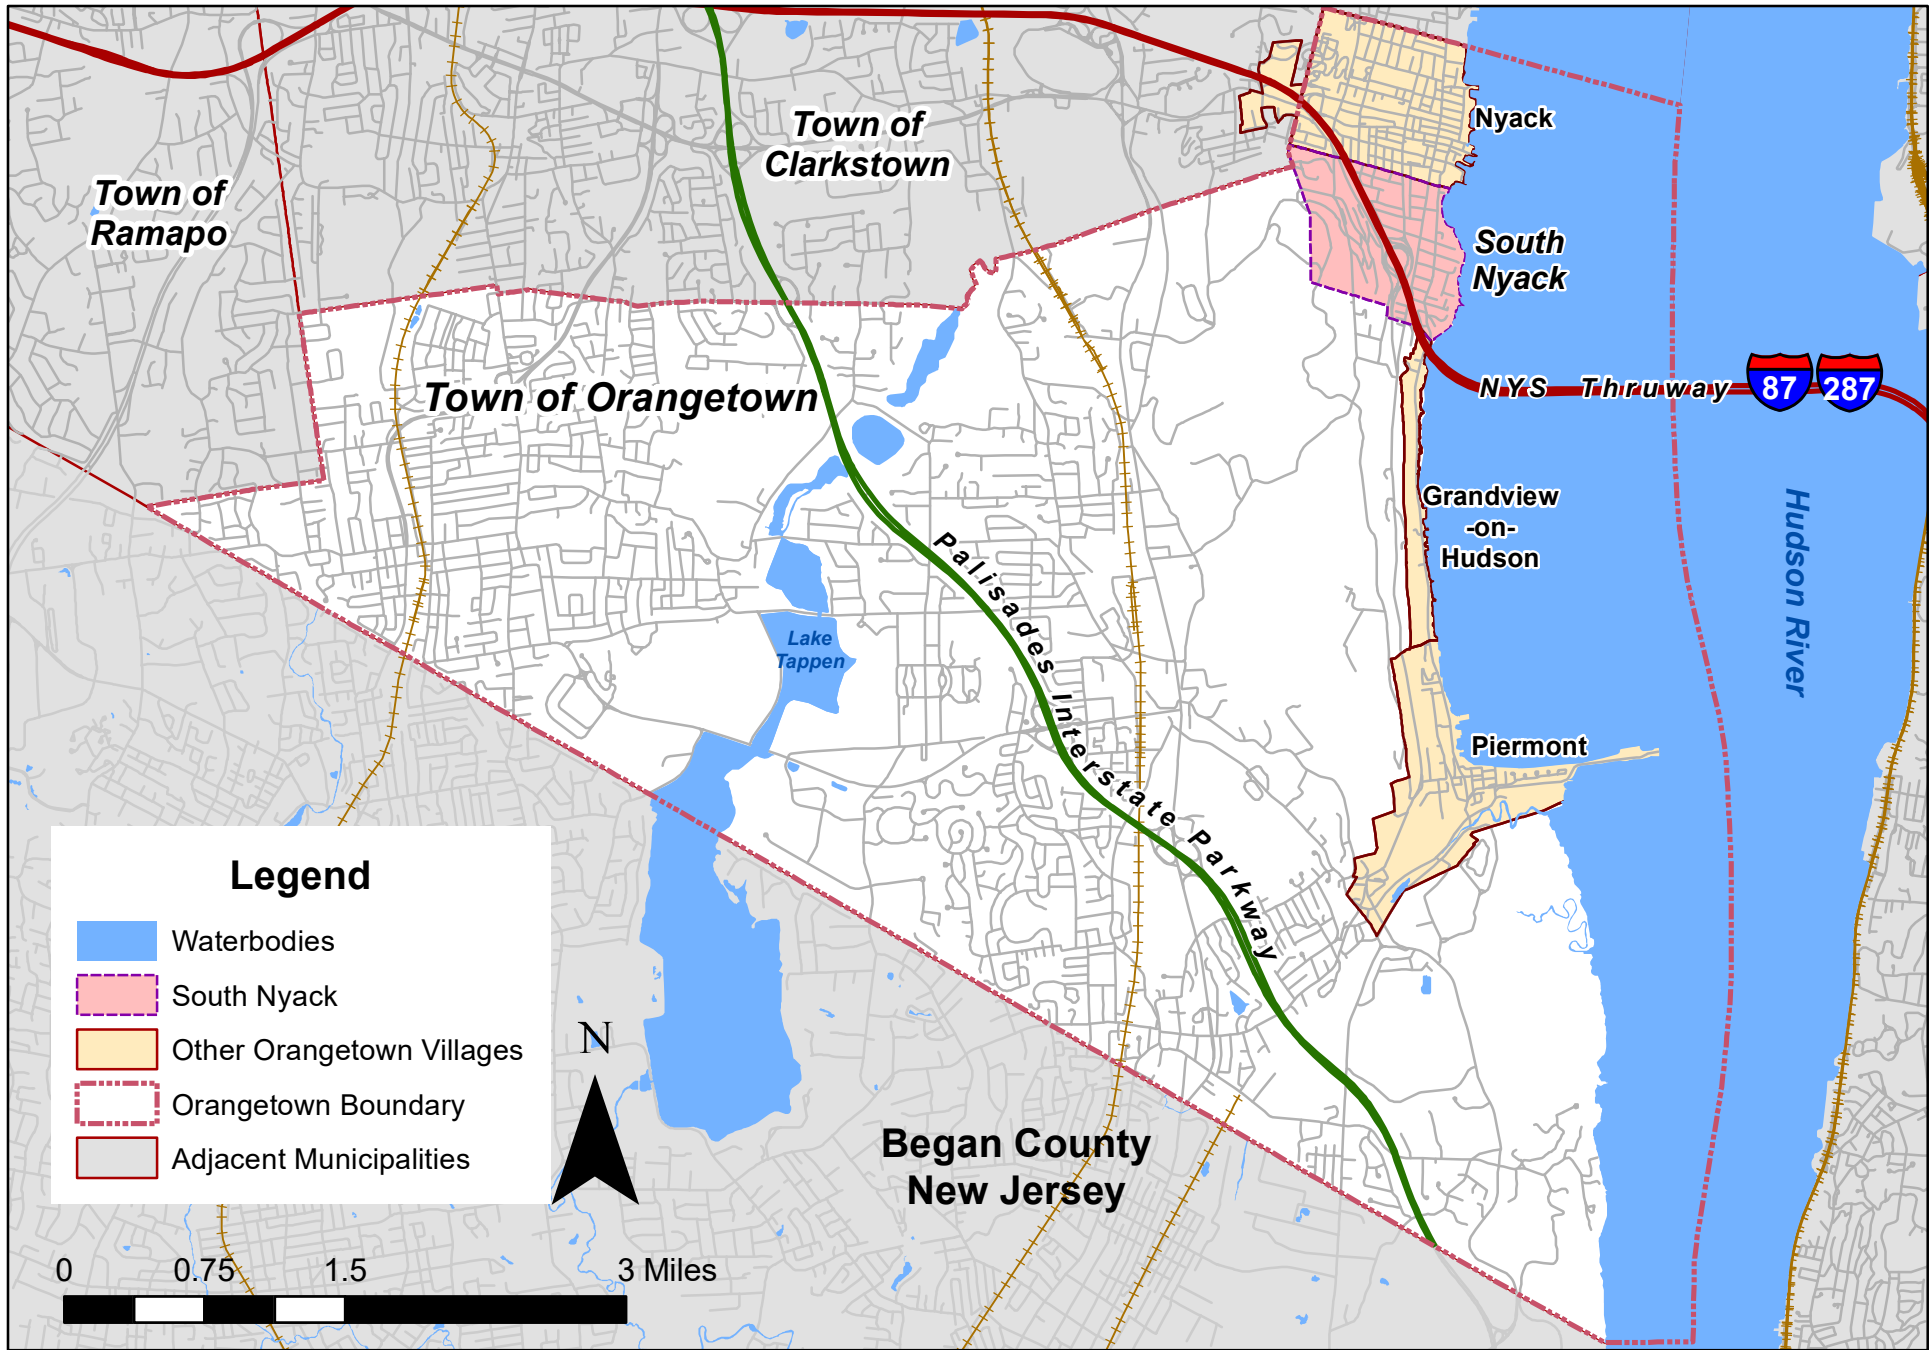 Town of
Clarkstown
Nyack
Town of
Ramapo
South
Nyack
Town of Orangetown
NYS Thruway
87
287
Grandview
-on-
Hudson
Hudson River
Palisades Interstate Parkway
Lake
Tappen
Piermont
Legend
Waterbodies
South Nyack
Other Orangetown Villages
Orangetown Boundary
Adjacent Municipalities
N
Began County
New Jersey
0 0.75 1.5 3 Miles